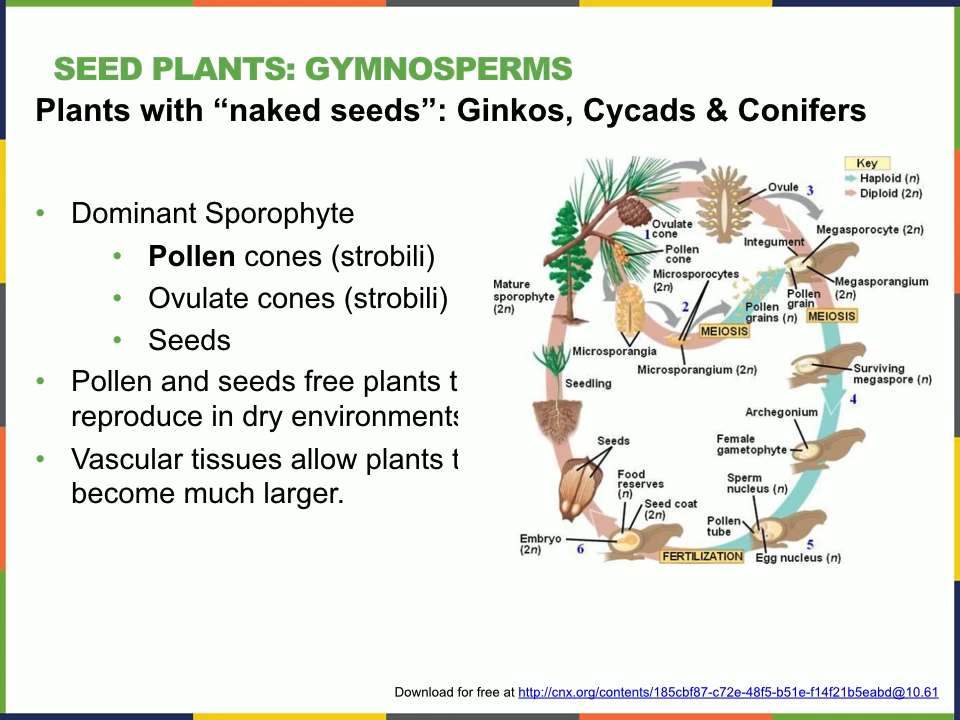 SEED PLANTS: GYMNOSPERMS
Plants with “naked seeds”: Ginkos, Cycads & Conifers
• Dominant Sporophyte
• Pollen cones (strobili)
• Ovulate cones (strobili)
• Seeds
• Pollen and seeds free plants t
reproduce in dry environments
• Vascular tissues allow plants t
become much larger.
Key
Haploid (n)
Diploid (2n)
Ovule
3
1
Ovulate
cone
Pollen
cone
Integument
Megasporocyte (2n)
Microsporocytes
(2n)
Mature
sporophyte
(2n)
Megasporangium
(2n)
Pollen
grain
Pollen
grains (n)
2
MEIOSIS
MEIOSIS
Microsporangia
Microsporangium (2n)
Surviving
megaspore (n)
Seedling
4
Archegonium
Seeds
Female
gametophyte
Food
reserves
(n)
Sperm
nucleus (n)
Seed coat
(2n)
Pollen
tube
Embryo
(2n)
6
5
FERTILIZATION
Egg nucleus (n)
Download for free at http://cnx.org/contents/185cbf87-c72e-48f5-b51e-f14f21b5eabd@10.61